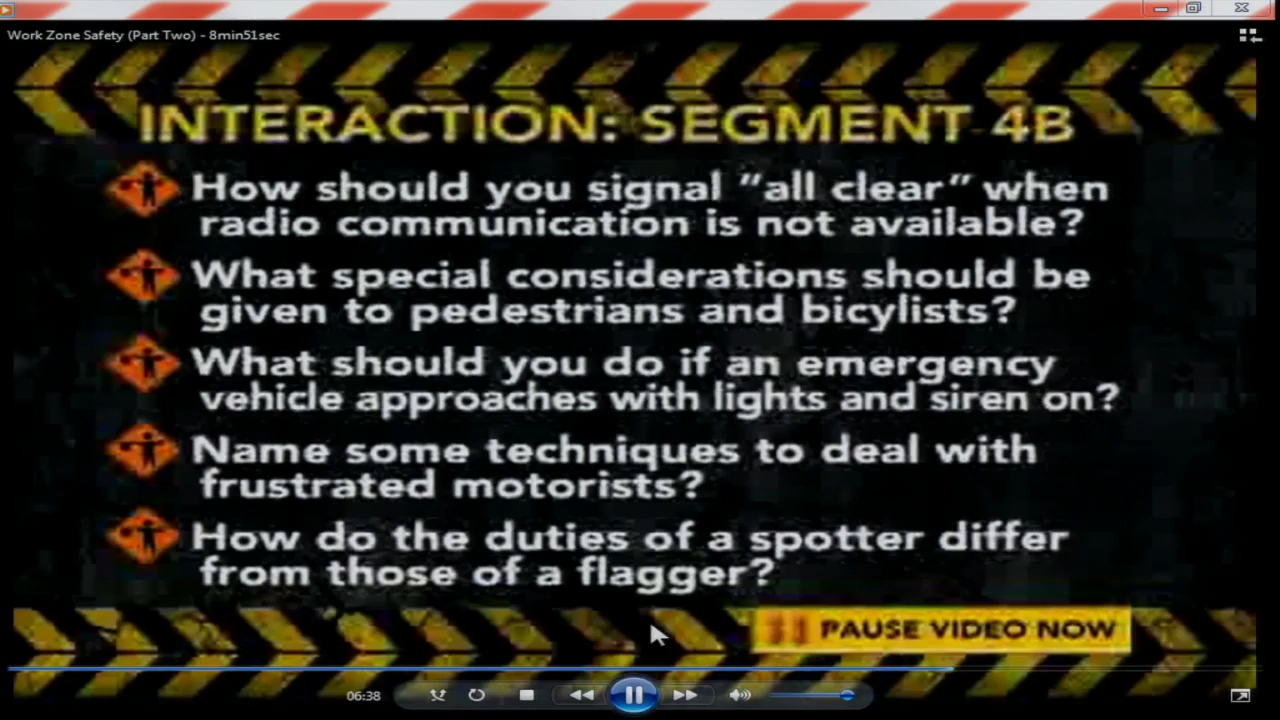 Work Zone Safety (Part Two) - 8min51sec
INTERACTION: SEGMENT 4B
How should you signal "all clear" when
radio communication is not available?
What special considerations should be
given to pedestrians and bicylists?
What should you do if an emergency
vehicle approaches with lights and siren on?
Name some techniques to deal with
frustrated motorists?
How do the duties of a spotter differ
from those of a flagger?
PAUSE VIDEO NOW
06:38